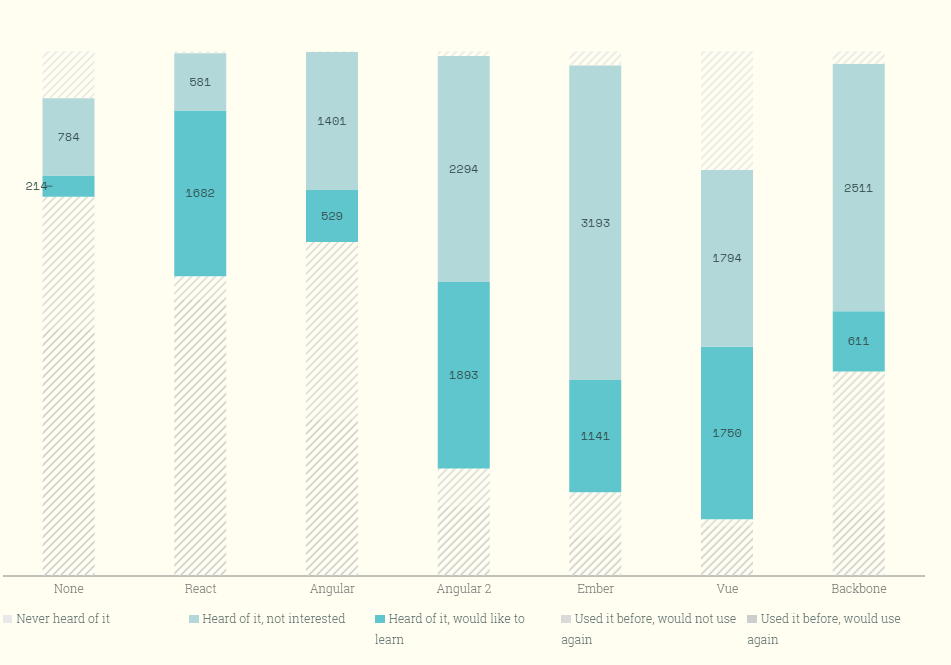 581
1401
784
2294
2511
214
1682
529
3193
1794
611
1893
1141
1750
None
React
Angular
Angular 2
Ember
Vue
Backbone
Never heard of it
Heard of it, not interested
Heard of it, would like to
learn
Used it before, would not use
again
Used it before, would use
again